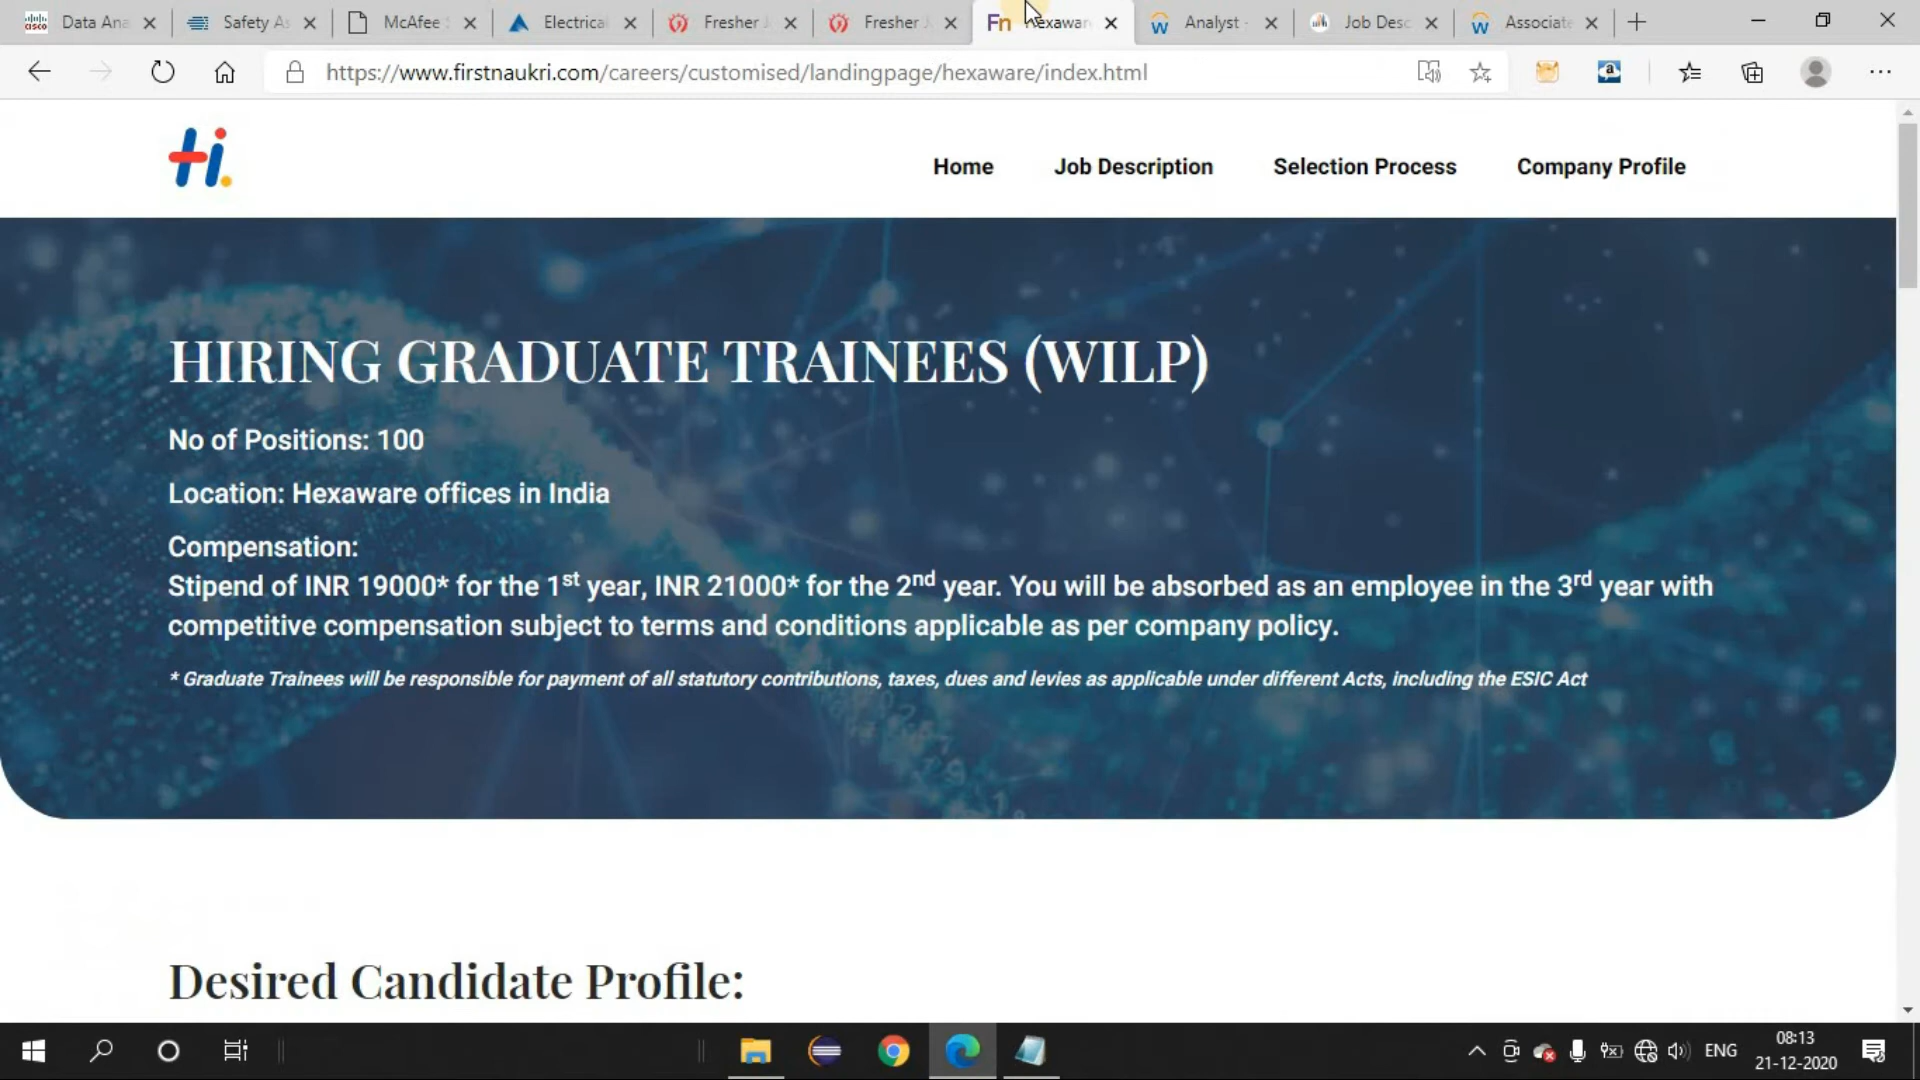 Data Ana
Safety As
McAfee
Electrical
Fresher J
Fresher J
Fn Hexaware
Analyst -
Job Desc
Associate
https://www.firstnaukri.com/careers/customised/landingpage/hexaware/index.html
Hi.
Home
Job Description
Selection Process
Company Profile
HIRING GRADUATE TRAINEES (WILP)
No of Positions: 100
Location: Hexaware offices in India
Compensation:
Stipend of INR 19000* for the 1st year, INR 21000* for the 2nd year. You will be absorbed as an employee in the 3rd year with
competitive compensation subject to terms and conditions applicable as per company policy.
* Graduate Trainees will be responsible for payment of all statutory contributions, taxes, dues and levies as applicable under different Acts, including the ESIC Act
Desired Candidate Profile:
ENG
08:13
21-12-2020